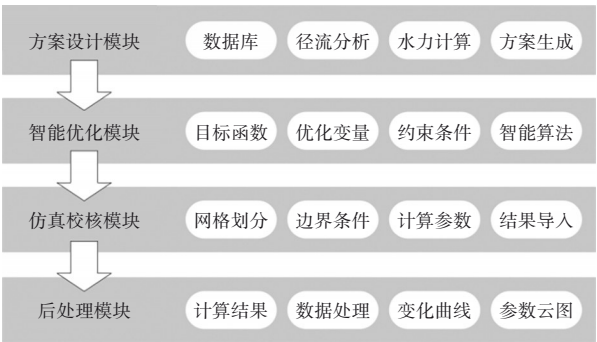 方案设计模块 数据库 径流分析 水力计算 方案生成
智能优化模块 目标函数 优化变量 约束条件 智能算法
仿真校核模块 网格划分 边界条件 计算参数 结果导入
后处理模块 计算结果 数据处理 变化曲线 参数云图